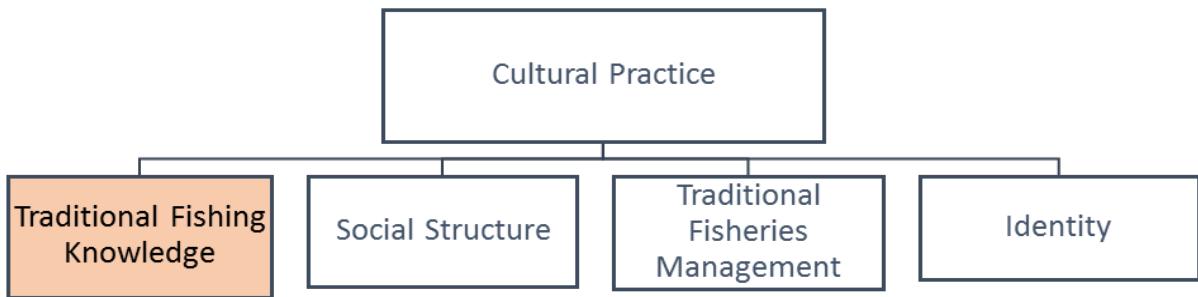 Cultural Practice
Traditional Fishing
Knowledge
Social Structure
Traditional
Fisheries
Management
Identity